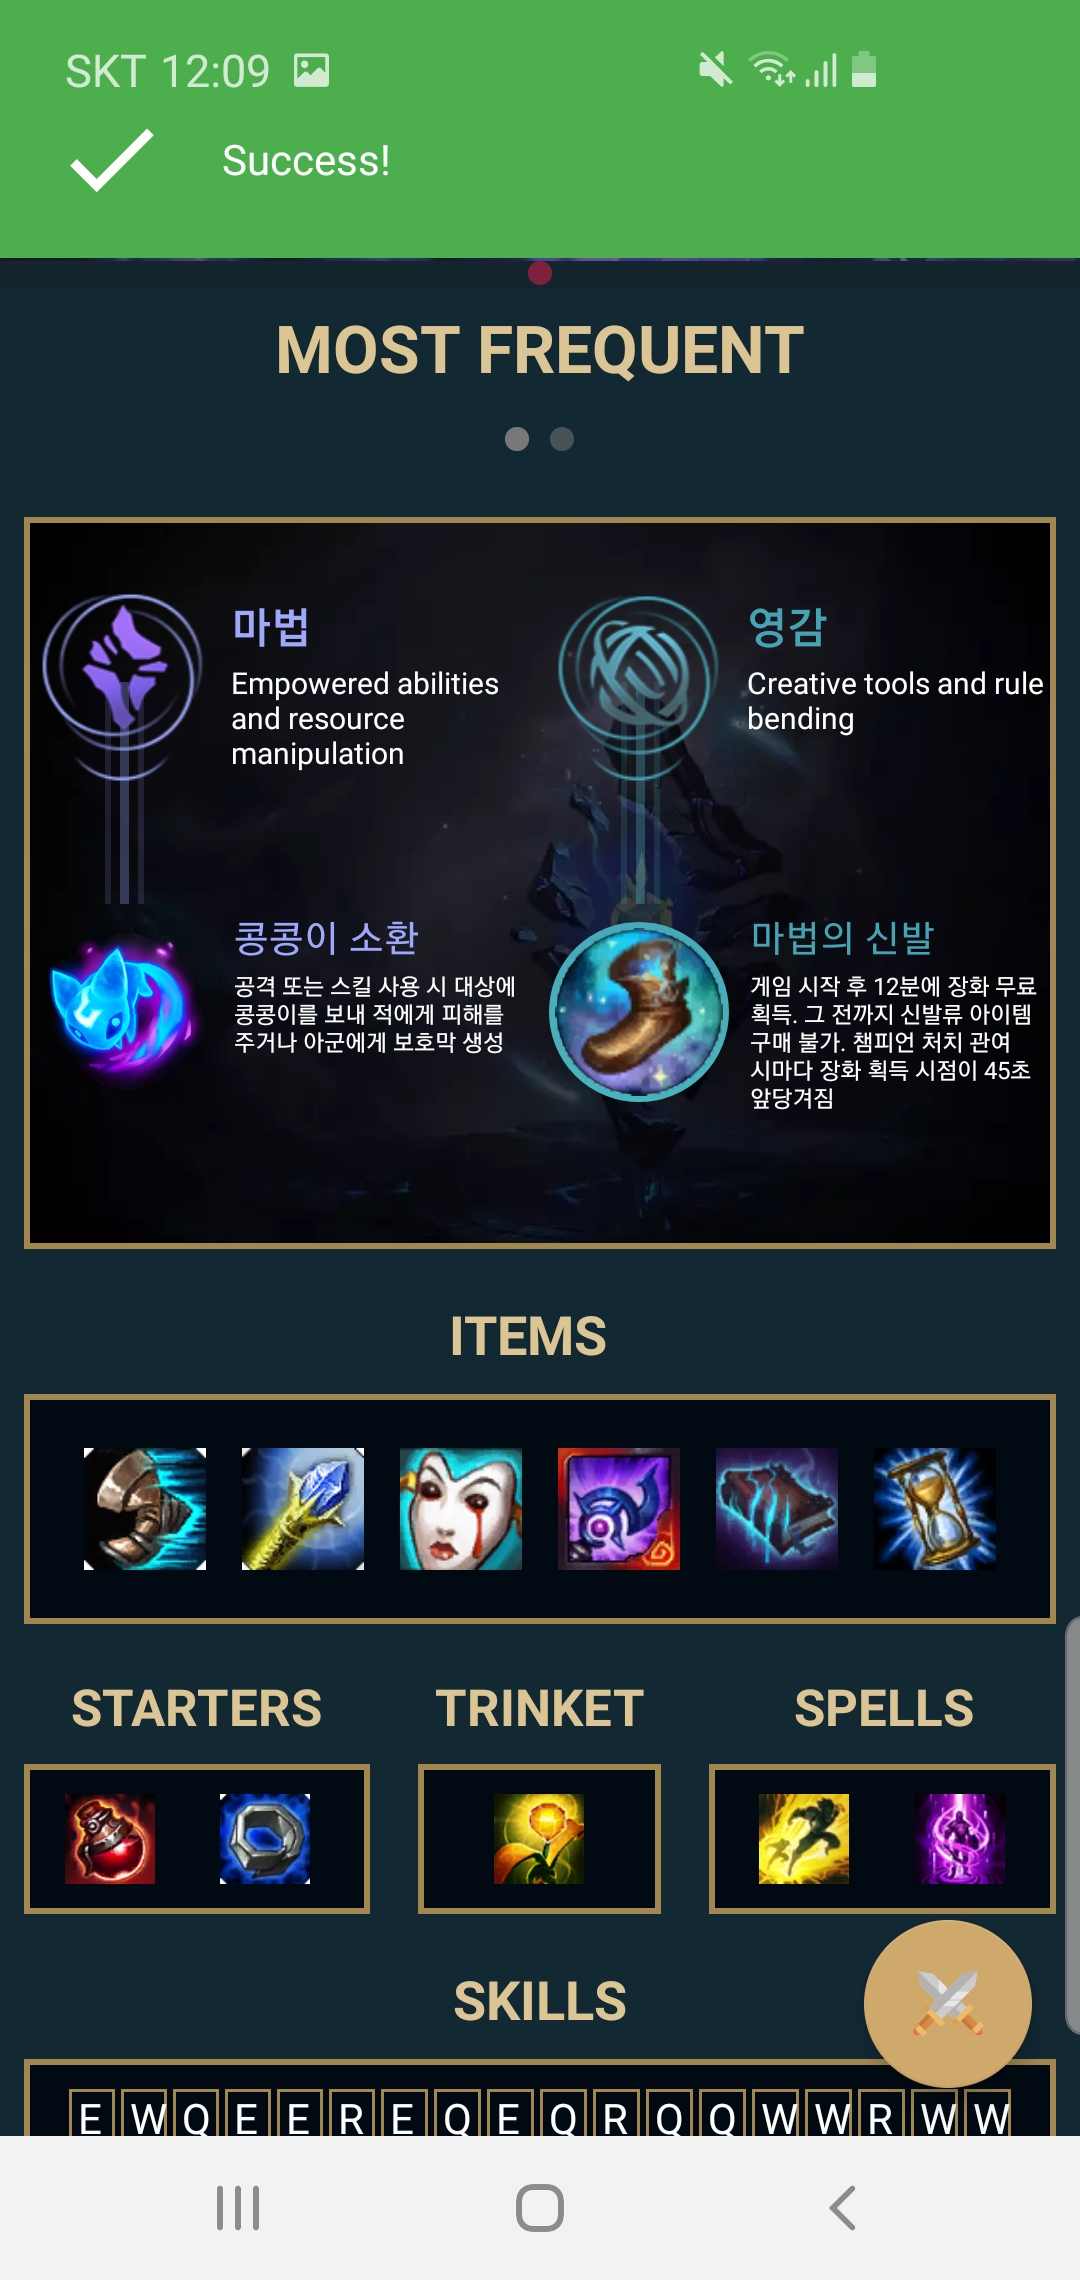 SKT 12:09
Success!
MOST FREQUENT
마법
Empowered abilities
and resource
manipulation
영감
Creative tools and rule
bending
콩콩이 소환
공격 또는 스킬 사용 시 대상에
콩콩이를 보내 적에게 피해를
주거나 아군에게 보호막 생성
마법의 신발
게임 시작 후 12분에 장화 무료
획득. 그 전까지 신발류 아이템
구매 불가. 챔피언 처치 관여
시마다 장화 획득 시점이 45초
앞당겨짐
ITEMS
STARTERS
TRINKET
SPELLS
SKILLS
E W Q E E R E Q E Q R Q Q W W R W W